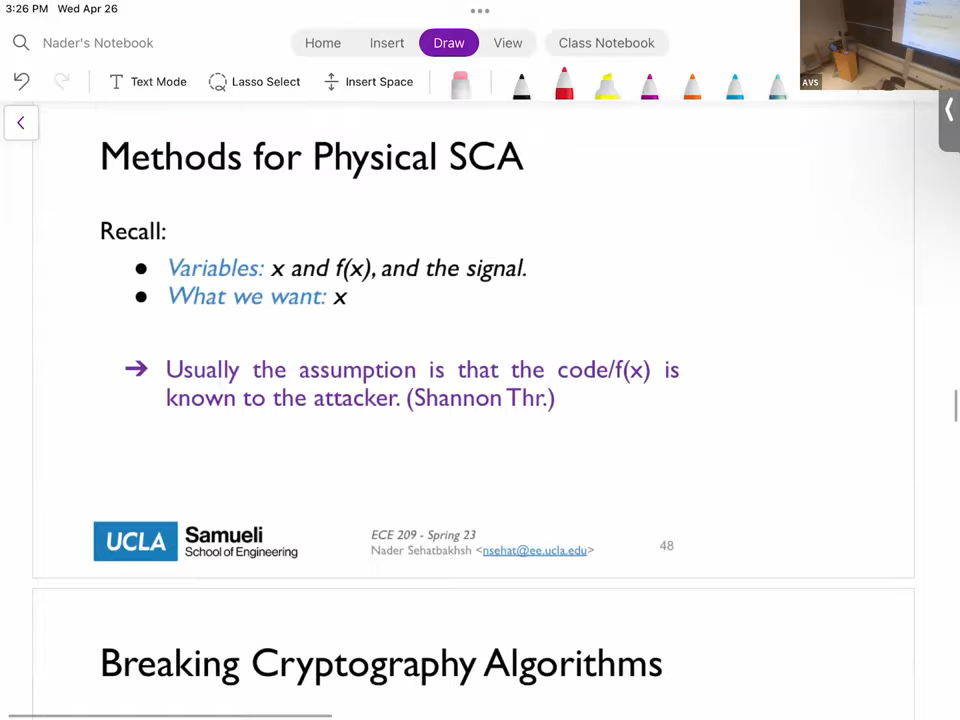 3:26 PM Wed Apr 26
Nader's Notebook
Home Insert Draw View Class Notebook
Text Mode Lasso Select Insert Space
AVS
Methods for Physical SCA
Recall:
● Variables: x and f(x), and the signal.
● What we want: x
➔ Usually the assumption is that the code/f(x) is
known to the attacker. (Shannon Thr.)
UCLA Samueli
School of Engineering
ECE 209 - Spring 23
Nader Sehatbakhsh <nsehat@ee.ucla.edu>
48
Breaking Cryptography Algorithms